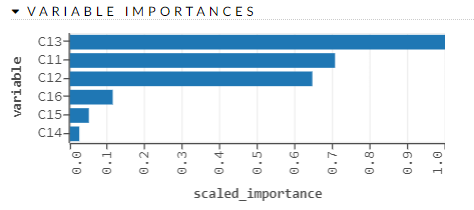 ▼ VARIABLE IMPORTANCES
C13
C11
C12
C16
C15
C14
variable
0.0 0.1 0.2 0.3 0.4 0.5 0.6 0.7 0.8 0.9 1.0
scaled_importance